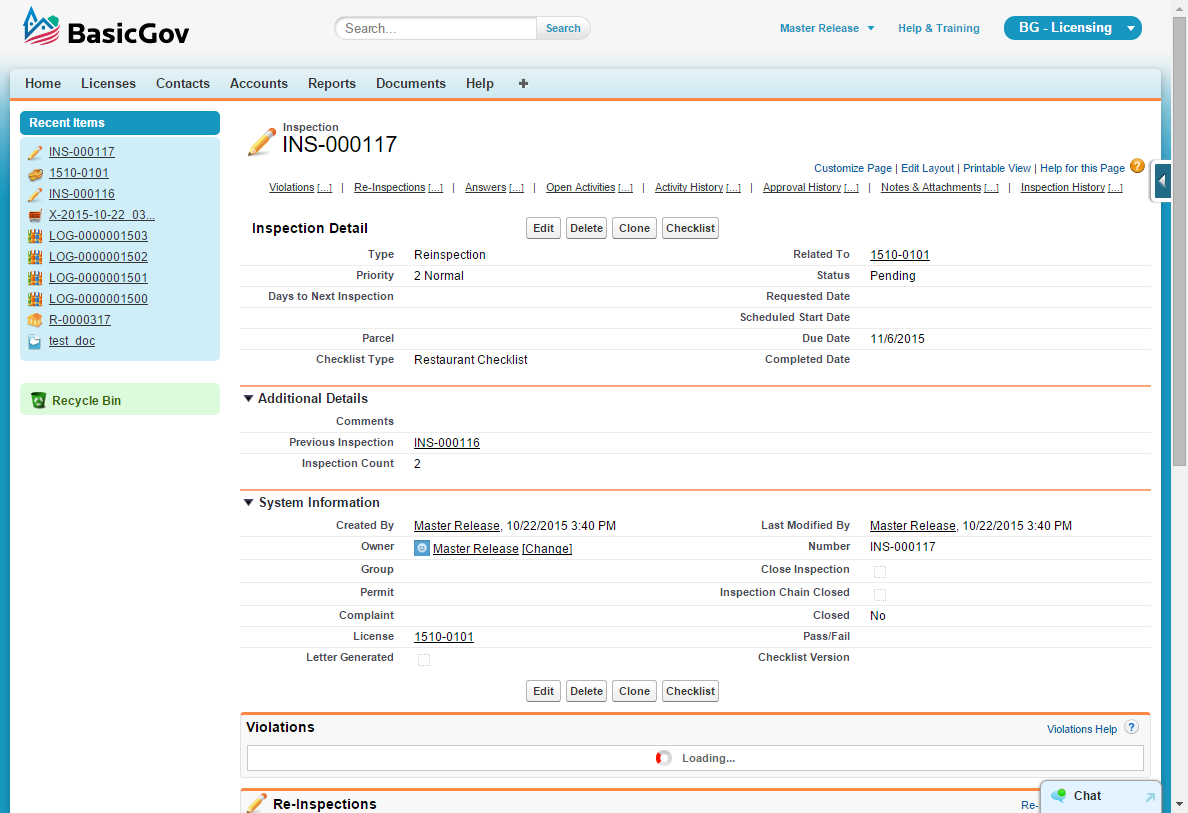 BasicGov
Search...
Search
Master Release
Help & Training
BG - Licensing
Home Licenses Contacts Accounts Reports Documents Help +
Recent Items
INS-000117
1510-0101
INS-000116
X-2015-10-22_03...
LOG-0000001503
LOG-0000001502
LOG-0000001501
LOG-0000001500
R-0000317
test_doc
Recycle Bin
Inspection
INS-000117
Customize Page | Edit Layout | Printable View | Help for this Page ?
Violations [...] | Re-Inspections [...] | Answers [...] | Open Activities [...] | Activity History [...] | Approval History [...] | Notes & Attachments [...] | Inspection History [...]
Inspection Detail
Edit Delete Clone Checklist
Type Reinspection Related To 1510-0101
Priority 2 Normal Status Pending
Days to Next Inspection Requested Date
Scheduled Start Date
Parcel Due Date 11/6/2015
Checklist Type Restaurant Checklist Completed Date
Additional Details
Comments
Previous Inspection INS-000116
Inspection Count 2
System Information
Created By Master Release, 10/22/2015 3:40 PM Last Modified By Master Release, 10/22/2015 3:40 PM
Owner Master Release [Change] Number INS-000117
Group Close Inspection
Permit Inspection Chain Closed
Complaint Closed No
License 1510-0101 Pass/Fail
Letter Generated Checklist Version
Edit Delete Clone Checklist
Violations
Violations Help ?
Loading...
Re-Inspections
Re-
Chat